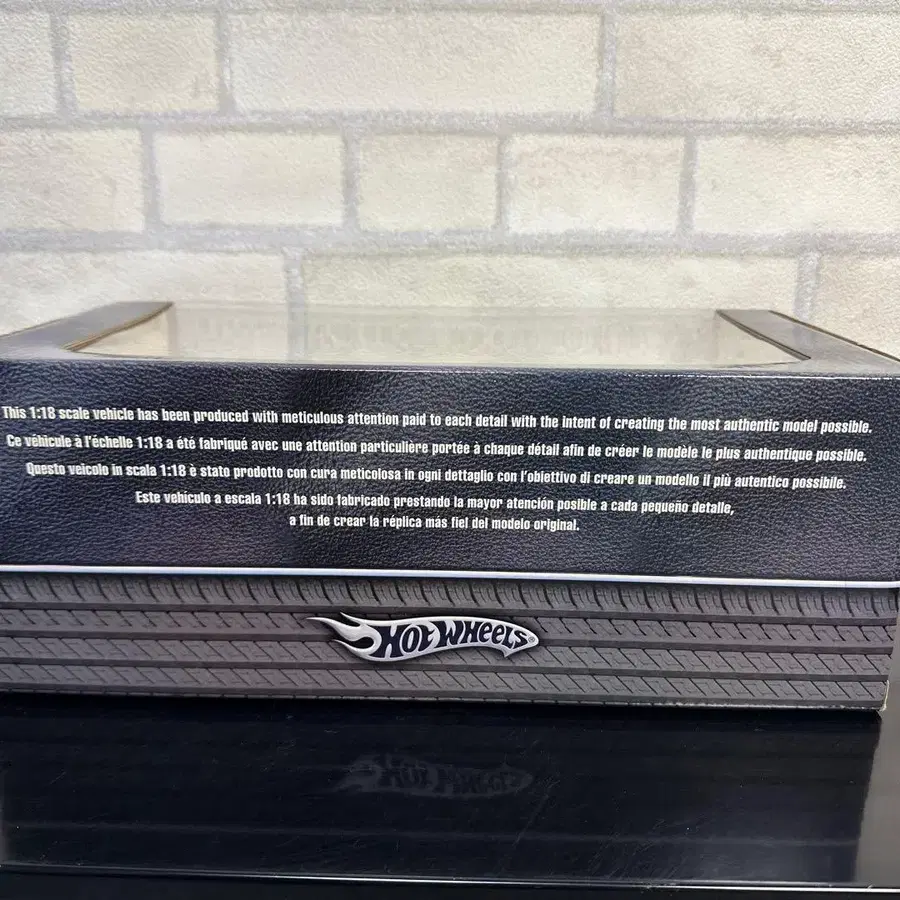 This 1:18 scale vehicle has been produced with meticulous attention paid to each detail with the intent of creating the most authentic model possible.
Ce véhicule à l'échelle 1:18 a été fabriqué avec une attention particulière portée à chaque détail afin de créer le modèle le plus authentique possible.
Questo veicolo in scala 1:18 è stato prodotto con cura meticolosa in ogni dettaglio con l'obiettivo di creare un modello il più autentico possibile.
Este vehículo a escala 1:18 ha sido fabricado prestando la mayor atención posible a cada pequeño detalle,
a fin de crear la réplica más fiel del modelo original.
HOT WHEELS®